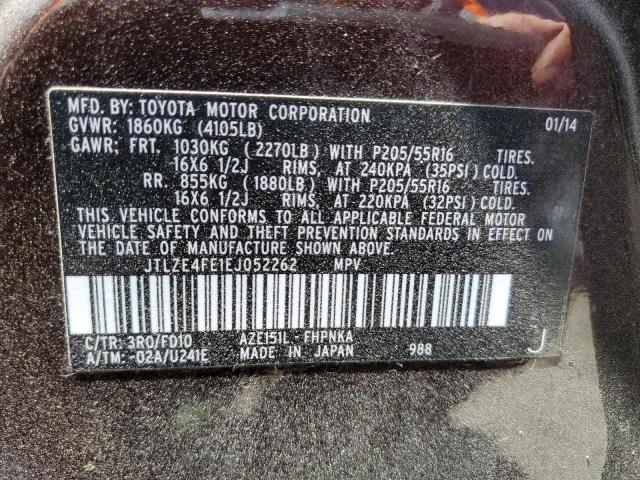 MFD. BY: TOYOTA MOTOR CORPORATION 01/14
GVWR: 1860KG (4105LB)
GAWR: FRT. 1030KG (2270LB) WITH P205/55R16 TIRES.
16X6 1/2J RIMS, AT 240KPA (35PSI) COLD.
RR. 855KG (1880LB) WITH P205/55R16 TIRES.
16X6 1/2J RIMS, AT 220KPA (32PSI) COLD.
THIS VEHICLE CONFORMS TO ALL APPLICABLE FEDERAL MOTOR
VEHICLE SAFETY AND THEFT PREVENTION STANDARDS IN EFFECT
ON THE DATE OF MANUFACTURE SHOWN ABOVE.
JTLZE4FE1EJ052262 MPV
C/TR: 3R0/FD10 AZE151L-FHPNKA
A/TM: -02A/U241E MADE IN JAPAN 988 J